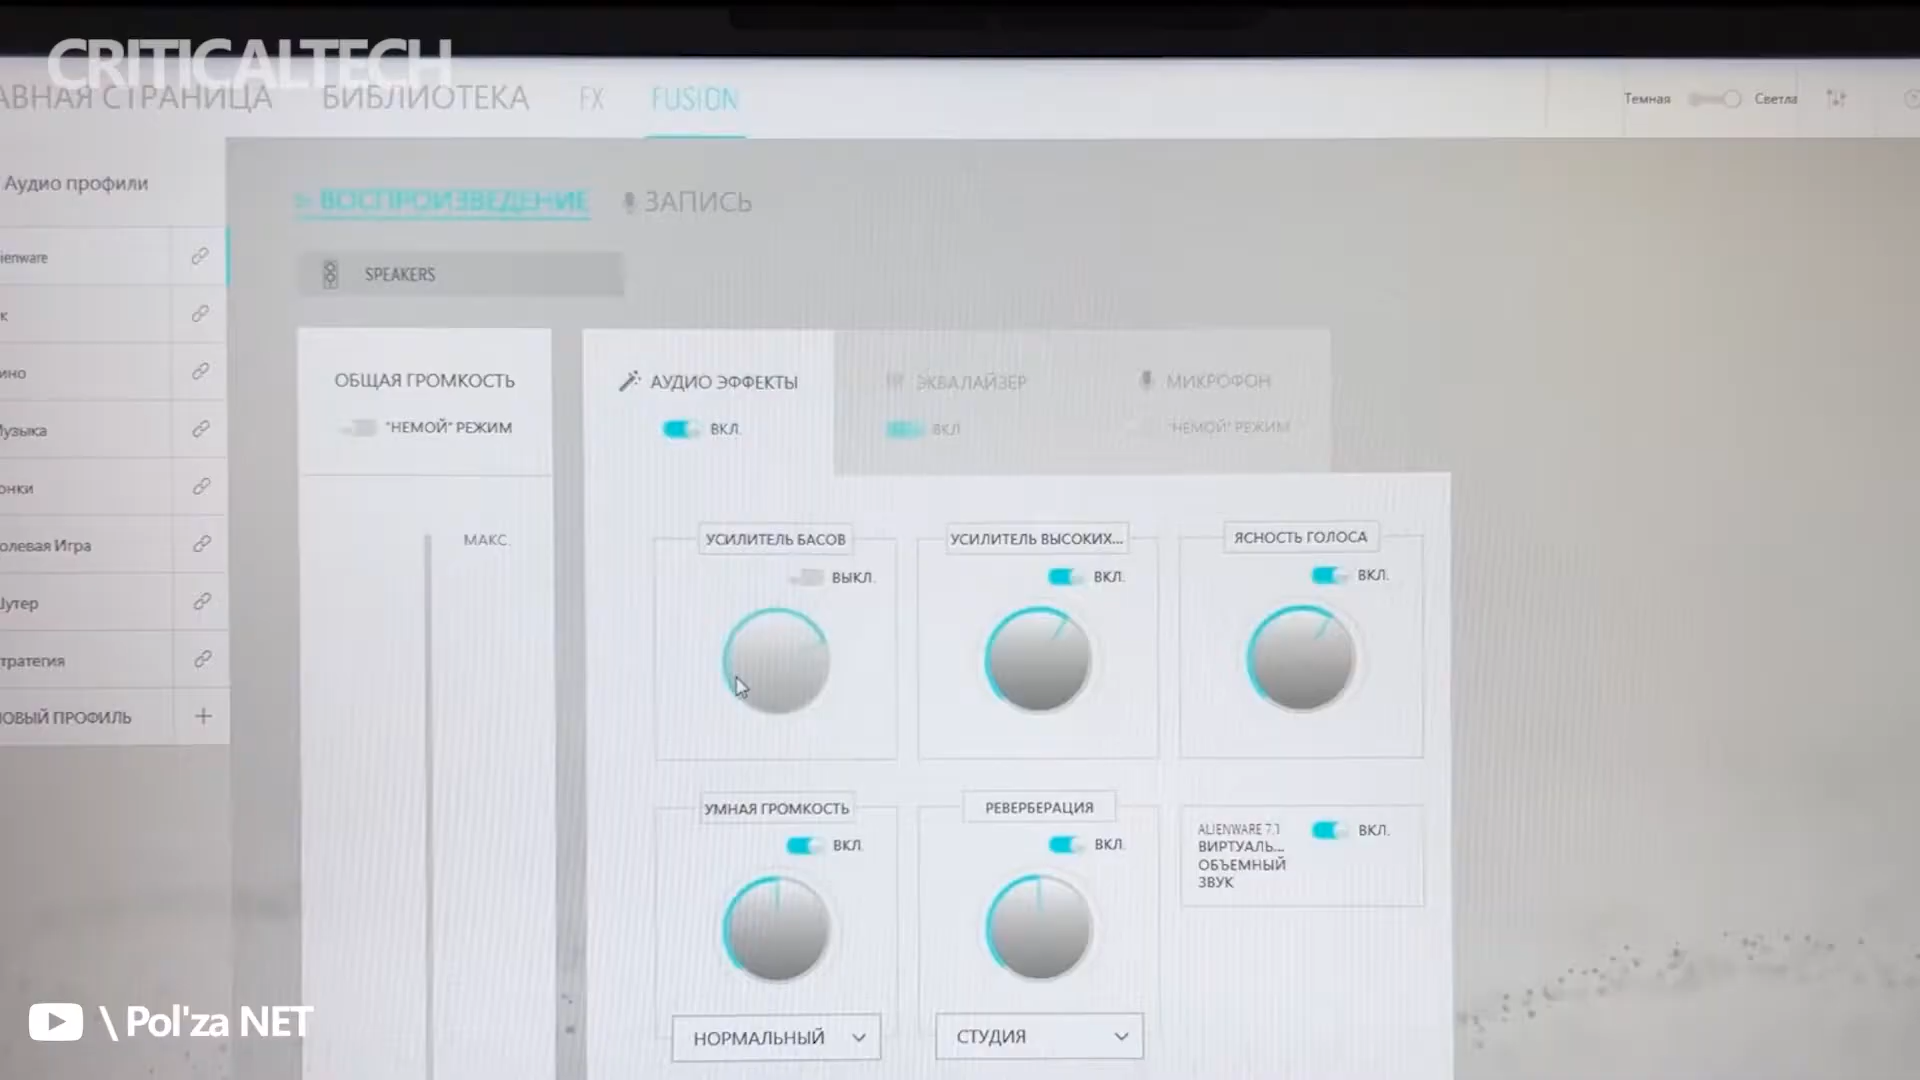 CRITICALTECH
АВНАЯ СТРАНИЦА БИБЛИОТЕКА FX FUSION
Темная Светла
Аудио профили
ВОСПРОИЗВЕДЕНИЕ ЗАПИСЬ
ienware
SPEAKERS
к
ино
ОБЩАЯ ГРОМКОСТЬ
"НЕМОЙ" РЕЖИМ
АУДИО ЭФФЕКТЫ
ВКЛ.
ЭКВАЛАЙЗЕР
ВКЛ
МИКРОФОН
"НЕМОЙ" РЕЖИМ
Музыка
онки
олевая Игра
Шутер
тратегия
ОВЫЙ ПРОФИЛЬ +
МАКС.
УСИЛИТЕЛЬ БАСОВ
ВЫКЛ.
УСИЛИТЕЛЬ ВЫСОКИХ...
ВКЛ.
ЯСНОСТЬ ГОЛОСА
ВКЛ.
УМНАЯ ГРОМКОСТЬ
ВКЛ.
НОРМАЛЬНЫЙ
РЕВЕРБЕРАЦИЯ
ВКЛ.
СТУДИЯ
ALIENWARE 7.1
ВИРТУАЛЬ...
ОБЪЕМНЫЙ
ЗВУК
ВКЛ.
\ Pol'za NET